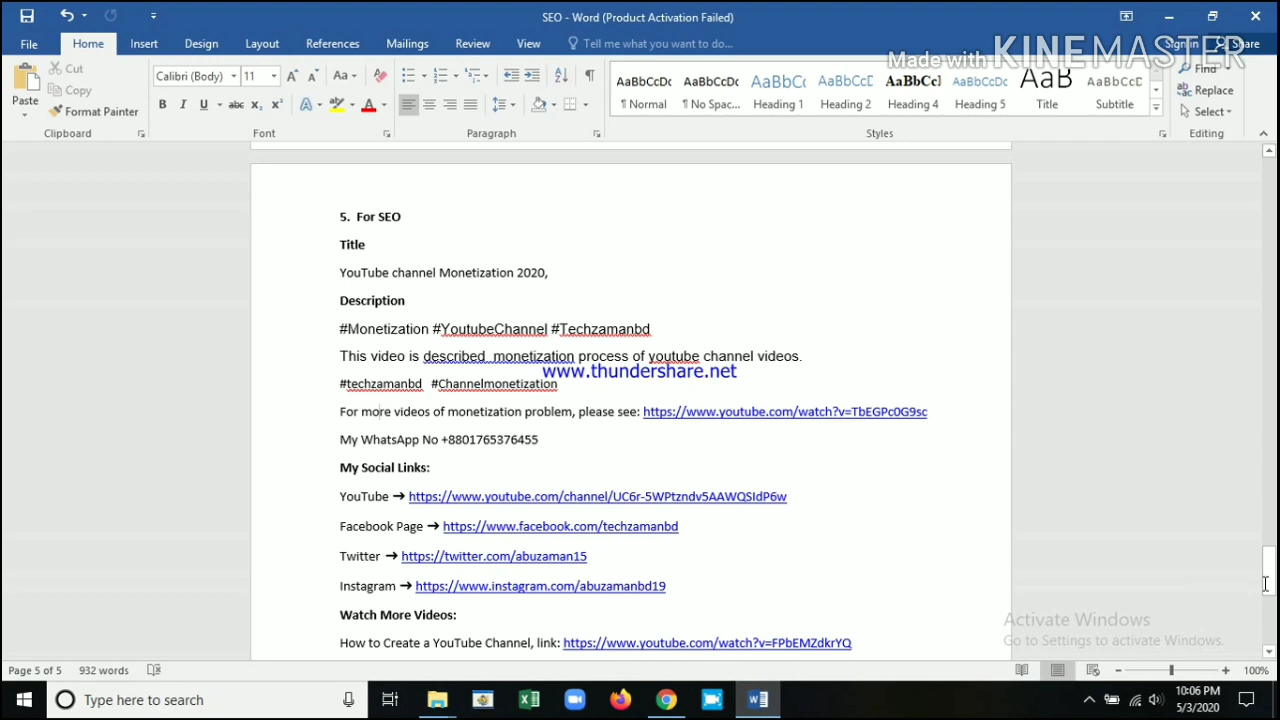 SEO - Word (Product Activation Failed)
File Home Insert Design Layout References Mailings Review View Tell me what you want to do... Sign in Share
Made with KINEMASTER
Paste Cut Copy Format Painter
Calibri (Body) 11
AaBbCcDc AaBbCcDc AaBbCc AaBbCcC AaBbCcI AaBbCcDc AaB AaBbCcD
¶ Normal ¶ No Spac... Heading 1 Heading 2 Heading 4 Heading 5 Title Subtitle
Find Replace Select
Clipboard Font Paragraph Styles Editing
5. For SEO
Title
YouTube channel Monetization 2020,
Description
#Monetization #YoutubeChannel #Techzamanbd
This video is described  monetization process of youtube channel videos.
www.thundershare.net
#techzamanbd #Channelmonetization
For more videos of monetization problem, please see: https://www.youtube.com/watch?v=TbEGPc0G9sc
My WhatsApp No +8801765376455
My Social Links:
YouTube → https://www.youtube.com/channel/UC6r-5WPtzndv5AAWQSIdP6w
Facebook Page → https://www.facebook.com/techzamanbd
Twitter → https://twitter.com/abuzaman15
Instagram → https://www.instagram.com/abuzamanbd19
Watch More Videos:
How to Create a YouTube Channel, link: https://www.youtube.com/watch?v=FPbEMZdkrYQ
Activate Windows
Go to Settings to activate Windows.
Page 5 of 5 932 words 100%
Type here to search
10:06 PM
5/3/2020